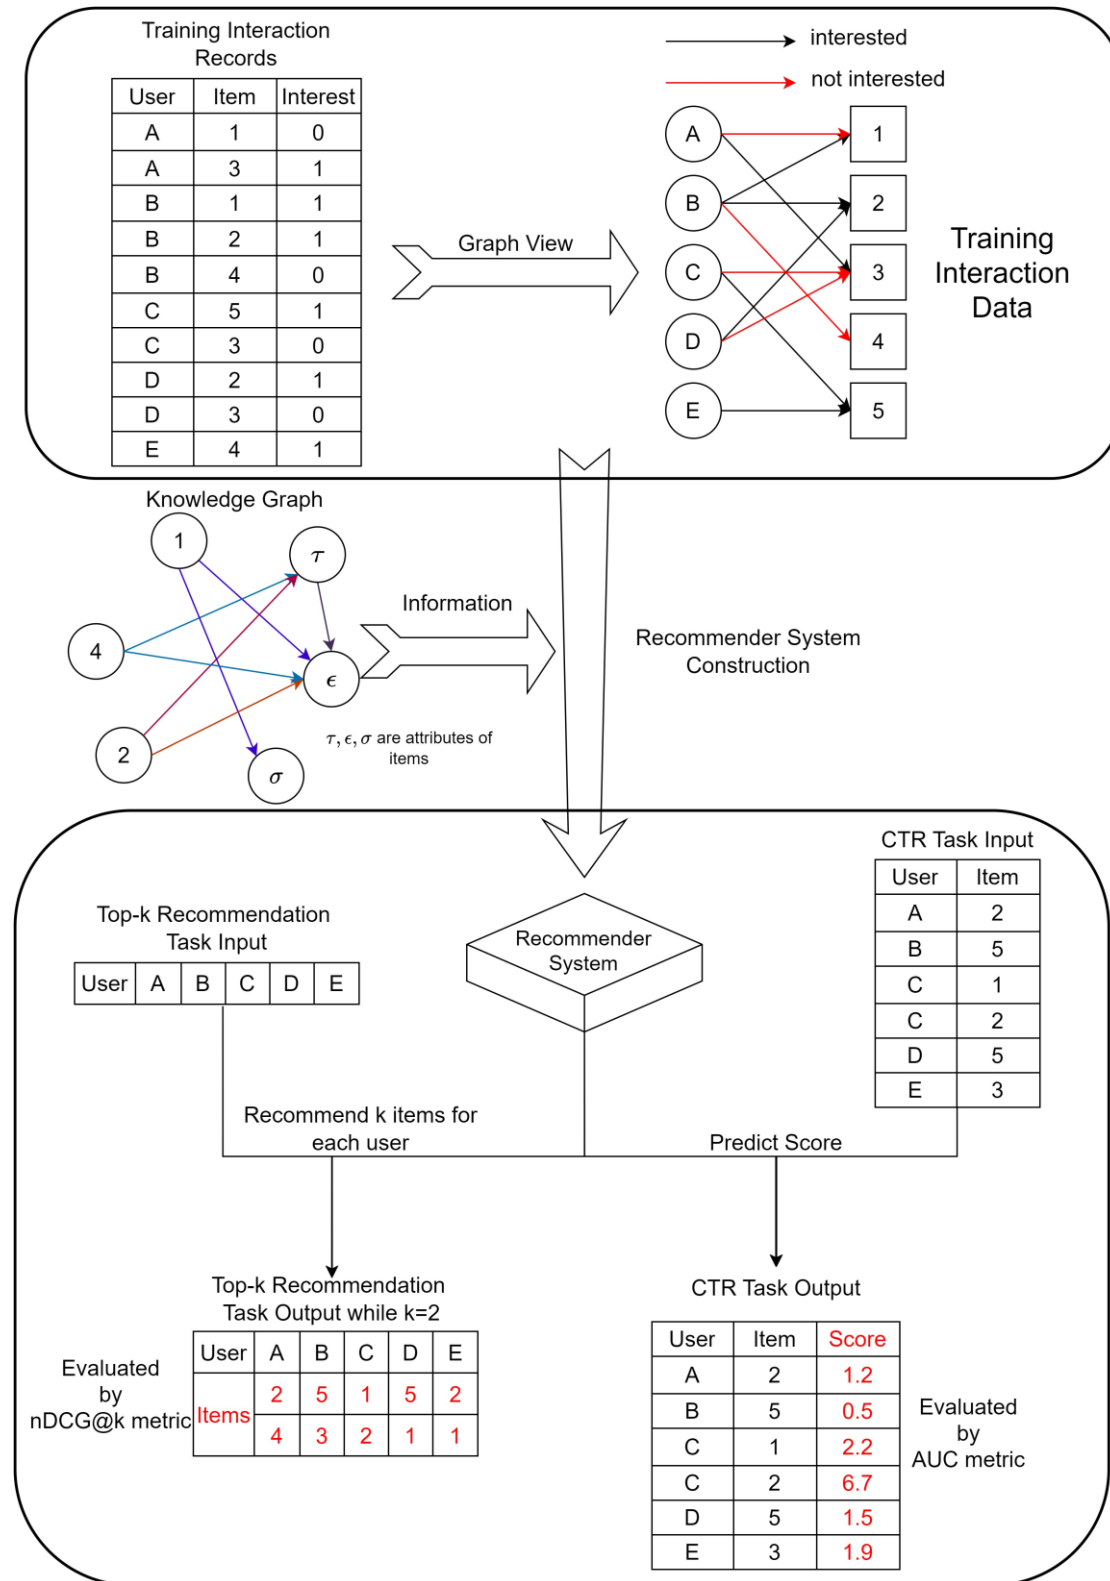 Training Interaction
Records
User Item Interest
A 1 0
A 3 1
B 1 1
B 2 1
B 4 0
C 5 1
C 3 0
D 2 1
D 3 0
E 4 1
Graph View
interested
not interested
A 1
B 2
C 3
D 4
E 5
Training
Interaction
Data
Knowledge Graph
1
τ
4
ϵ
2
σ
τ, ϵ, σ are attributes of
items
Information
Recommender System
Construction
Top-k Recommendation
Task Input
User A B C D E
Recommender
System
CTR Task Input
User Item
A 2
B 5
C 1
C 2
D 5
E 3
Recommend k items for
each user
Predict Score
Top-k Recommendation
Task Output while k=2
User A B C D E
Items 2 5 1 5 2
4 3 2 1 1
Evaluated
by
nDCG@k metric
CTR Task Output
User Item Score
A 2 1.2
B 5 0.5
C 1 2.2
C 2 6.7
D 5 1.5
E 3 1.9
Evaluated
by
AUC metric